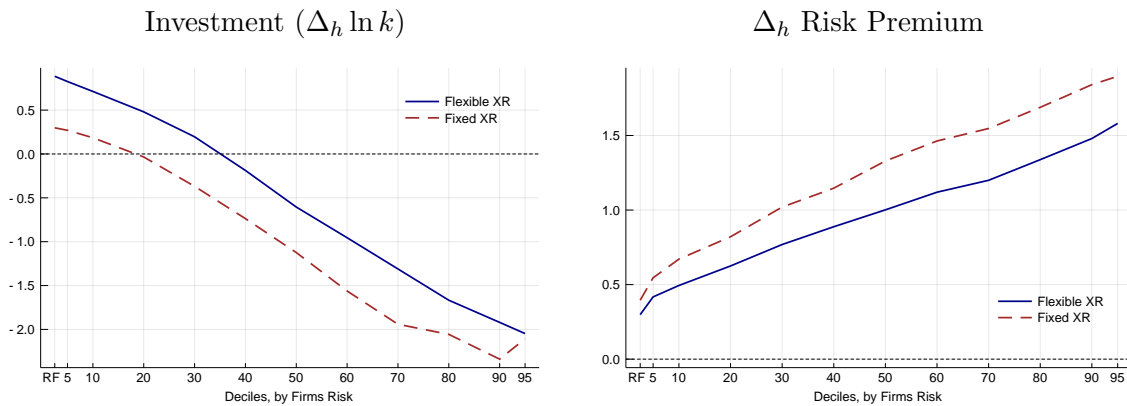 Investment (Δh ln k)
Flexible XR
Fixed XR
0.5
0.0
- 0.5
- 1.0
- 1.5
- 2.0
RF 5 10 20 30 40 50 60 70 80 90 95
Deciles, by Firms Risk
Δh Risk Premium
1.5
1.0
0.5
0.0
Flexible XR
Fixed XR
RF 5 10 20 30 40 50 60 70 80 90 95
Deciles, by Firms Risk